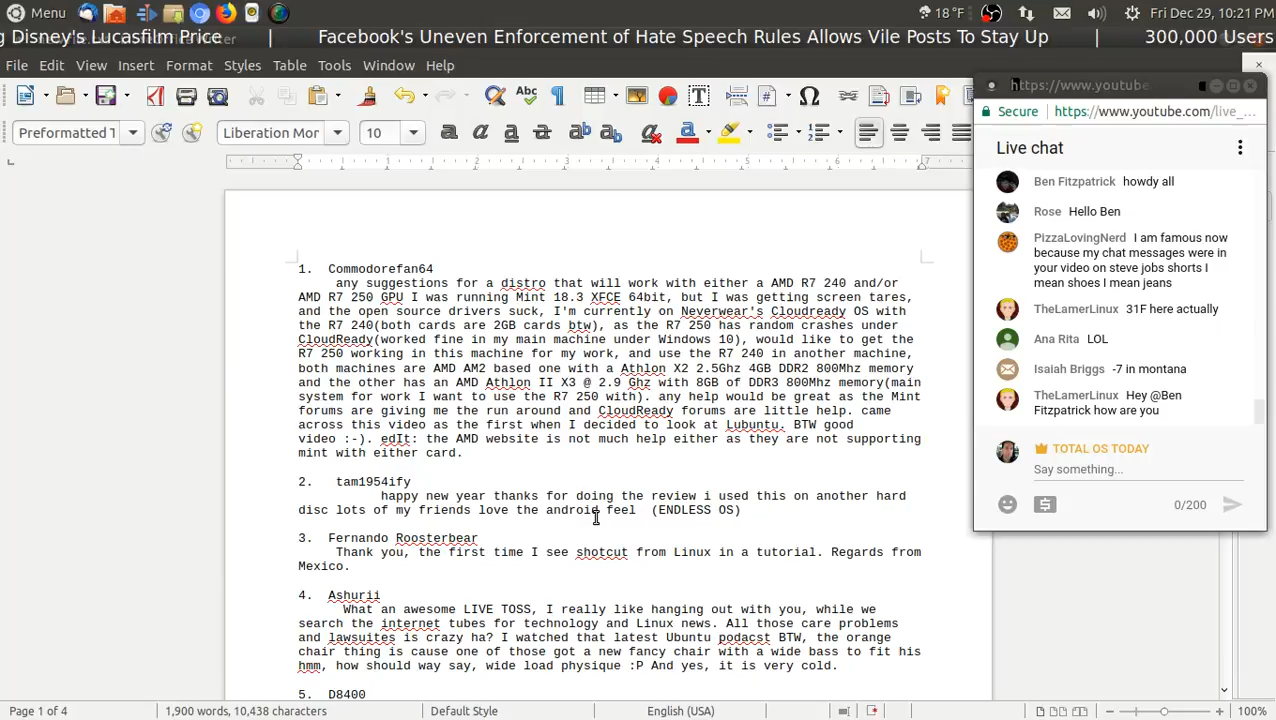 Menu
18 °F
Fri Dec 29, 10:21 PM
g Disney's Lucasfilm Price | Facebook's Uneven Enforcement of Hate Speech Rules Allows Vile Posts To Stay Up | 300,000 Users
File Edit View Insert Format Styles Table Tools Window Help
Preformatted T Liberation Mor 10
1 2 3 4 5 6 7
1. Commodorefan64
any suggestions for a distro that will work with either a AMD R7 240 and/or
AMD R7 250 GPU I was running Mint 18.3 XFCE 64bit, but I was getting screen tares,
and the open source drivers suck, I'm currently on Neverwear's Cloudready OS with
the R7 240(both cards are 2GB cards btw), as the R7 250 has random crashes under
CloudReady(worked fine in my main machine under Windows 10), would like to get the
R7 250 working in this machine for my work, and use the R7 240 in another machine,
both machines are AMD AM2 based one with a Athlon X2 2.5Ghz 4GB DDR2 800Mhz memory
and the other has an AMD Athlon II X3 @ 2.9 Ghz with 8GB of DDR3 800Mhz memory(main
system for work I want to use the R7 250 with). any help would be great as the Mint
forums are giving me the run around and CloudReady forums are little help. came
across this video as the first when I decided to look at Lubuntu. BTW good
video :-). edIt: the AMD website is not much help either as they are not supporting
mint with either card.
2. tam1954ify
happy new year thanks for doing the review i used this on another hard
disc lots of my friends love the android feel (ENDLESS OS)
3. Fernando Roosterbear
Thank you, the first time I see shotcut from Linux in a tutorial. Regards from
Mexico.
4. Ashurii
What an awesome LIVE TOSS, I really like hanging out with you, while we
search the internet tubes for technology and Linux news. All those care problems
and lawsuites is crazy ha? I watched that latest Ubuntu podacst BTW, the orange
chair thing is cause one of those got a new fancy chair with a wide bass to fit his
hmm, how should way say, wide load physique :P And yes, it is very cold.
5. D8400
https://www.youtube
Secure https://www.youtube.com/live_...
Live chat
Ben Fitzpatrick howdy all
Rose Hello Ben
PizzaLovingNerd I am famous now
because my chat messages were in
your video on steve jobs shorts I
mean shoes I mean jeans
TheLamerLinux 31F here actually
Ana Rita LOL
Isaiah Briggs -7 in montana
TheLamerLinux Hey @Ben
Fitzpatrick how are you
TOTAL OS TODAY
Say something...
0/200
Page 1 of 4 1,900 words, 10,438 characters Default Style English (USA) 100%